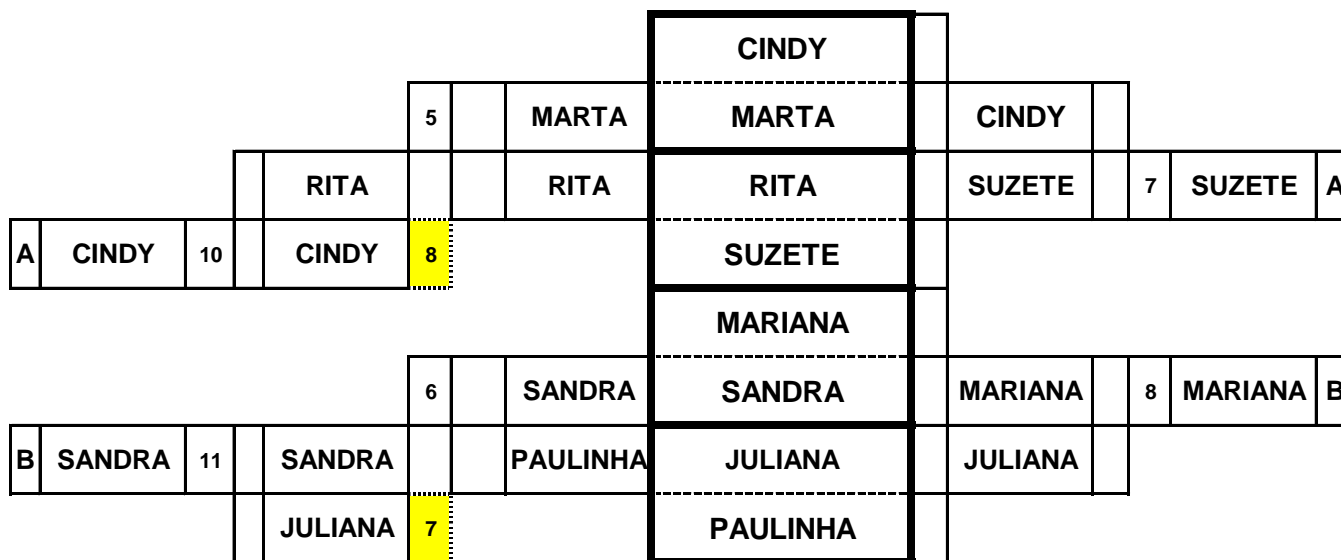 CINDY
5 MARTA MARTA CINDY
RITA RITA RITA SUZETE 7 SUZETE A
A CINDY 10 CINDY 8 SUZETE
MARIANA
6 SANDRA SANDRA MARIANA 8 MARIANA B
B SANDRA 11 SANDRA PAULINHA JULIANA JULIANA
JULIANA 7 PAULINHA